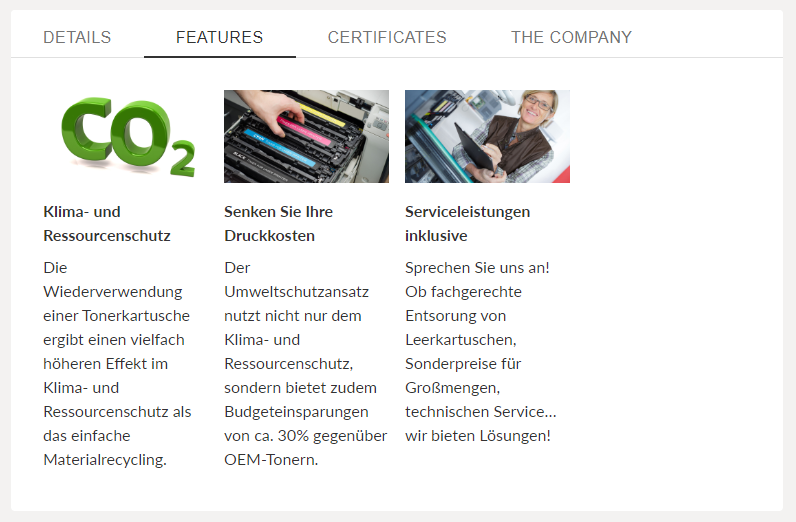 DETAILS
FEATURES
CERTIFICATES
THE COMPANY
CO2
Klima- und
Ressourcenschutz
Die
Wiederverwendung
einer Tonerkartusche
ergibt einen vielfach
höheren Effekt im
Klima- und
Ressourcenschutz als
das einfache
Materialrecycling.
Senken Sie Ihre
Druckkosten
Der
Umweltschutzansatz
nutzt nicht nur dem
Klima- und
Ressourcenschutz,
sondern bietet zudem
Budgeteinsparungen
von ca. 30% gegenüber
OEM-Tonern.
Serviceleistungen
inklusive
Sprechen Sie uns an!
Ob fachgerechte
Entsorgung von
Leerkartuschen,
Sonderpreise für
Großmengen,
technischen Service...
wir bieten Lösungen!